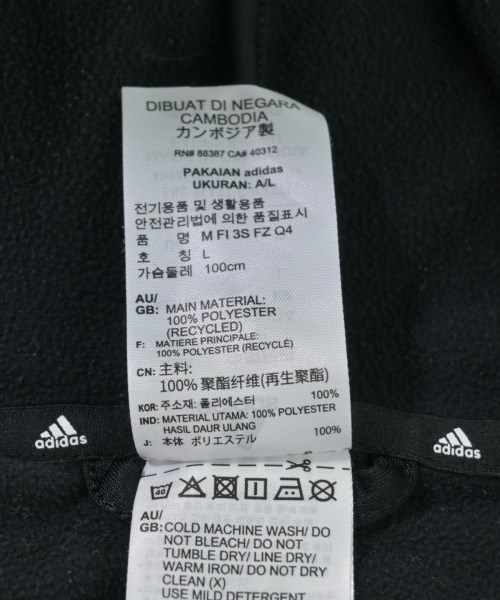 DIBUAT DI NEGARA
CAMBODIA
カンボジア製
RN# 88387 CA# 40312
PAKAIAN adidas
UKURAN: A/L
전기용품 및 생활용품
안전관리법에 의한 품질표시
품 명 M FI 3S FZ Q4
호 칭 L
가슴둘레 100cm
AU/
GB: MAIN MATERIAL:
100% POLYESTER
(RECYCLED)
F: MATIERE PRINCIPALE:
100% POLYESTER (RECYCLÉ)
CN: 主料:
100% 聚酯纤维(再生聚酯)
KOR: 주소재: 폴리에스터 100%
IND: MATERIAL UTAMA: 100% POLYESTER
HASIL DAUR ULANG
J: 本体 ポリエステル 100%
adidas
adidas
40
AU/
GB: COLD MACHINE WASH/ DO
NOT BLEACH/ DO NOT
TUMBLE DRY/ LINE DRY/
WARM IRON/ DO NOT DRY
CLEAN (X)
USE MILD DETERGENT